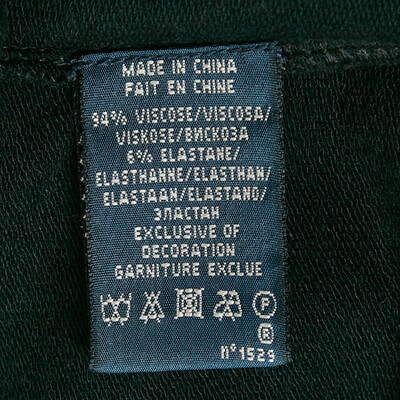 MADE IN CHINA
FAIT EN CHINE
94% VISCOSE/VISCOSA/
VISKOSE/ВИСКОЗА
6% ELASTANE/
ELASTHANNE/ELASTHAN/
ELASTAAN/ELASTANO/
ЭЛАСТАН
EXCLUSIVE OF
DECORATION
GARNITURE EXCLUE
P
R
n°1529